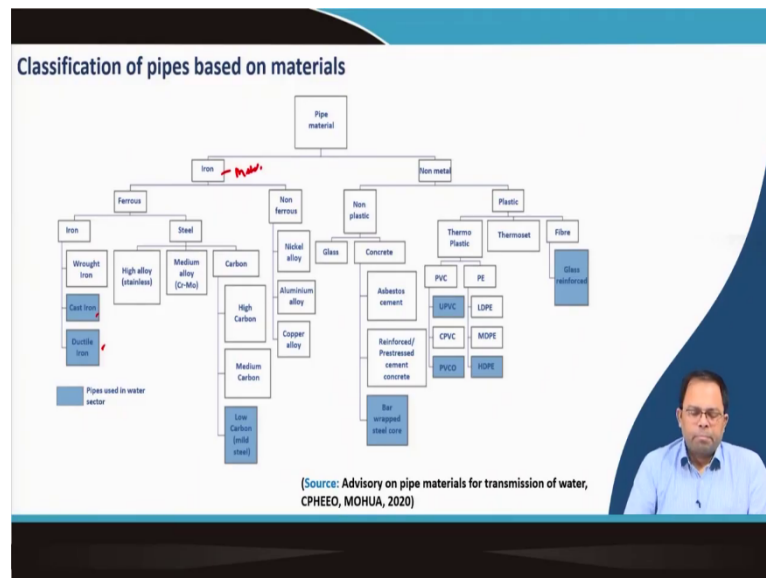 Classification of pipes based on materials
Pipe
material
Iron
Non metal
Ferrous
Non
ferrous
Non
plastic
Plastic
Iron
Steel
Glass
Concrete
Thermo
Plastic
Thermoset
Fibre
Wrought
Iron
High alloy
(stainless)
Medium
alloy
(Cr-Mo)
Carbon
Nickel
alloy
Asbestos
cement
PVC
PE
Glass
reinforced
Cast Iron
High
Carbon
Aluminium
alloy
UPVC
LDPE
Ductile
Iron
Copper
alloy
Reinforced/
Prestressed
cement
concrete
CPVC
MDPE
Medium
Carbon
PVCO
HDPE
Pipes used in water
sector
Low
Carbon
(mild
steel)
Bar
wrapped
steel core
(Source: Advisory on pipe materials for transmission of water,
CPHEEO, MOHUA, 2020)